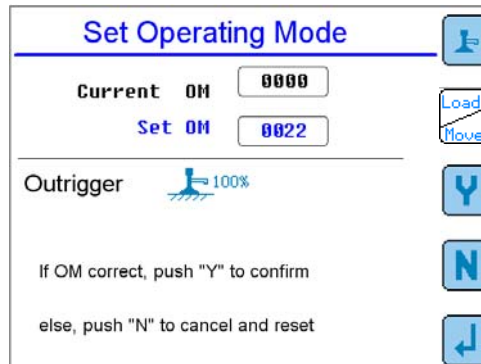 Set Operating Mode
Current OM 0000
Set OM 0022
Outrigger 100%
If OM correct, push "Y" to confirm
else, push "N" to cancel and reset
Load
Move
Y
N